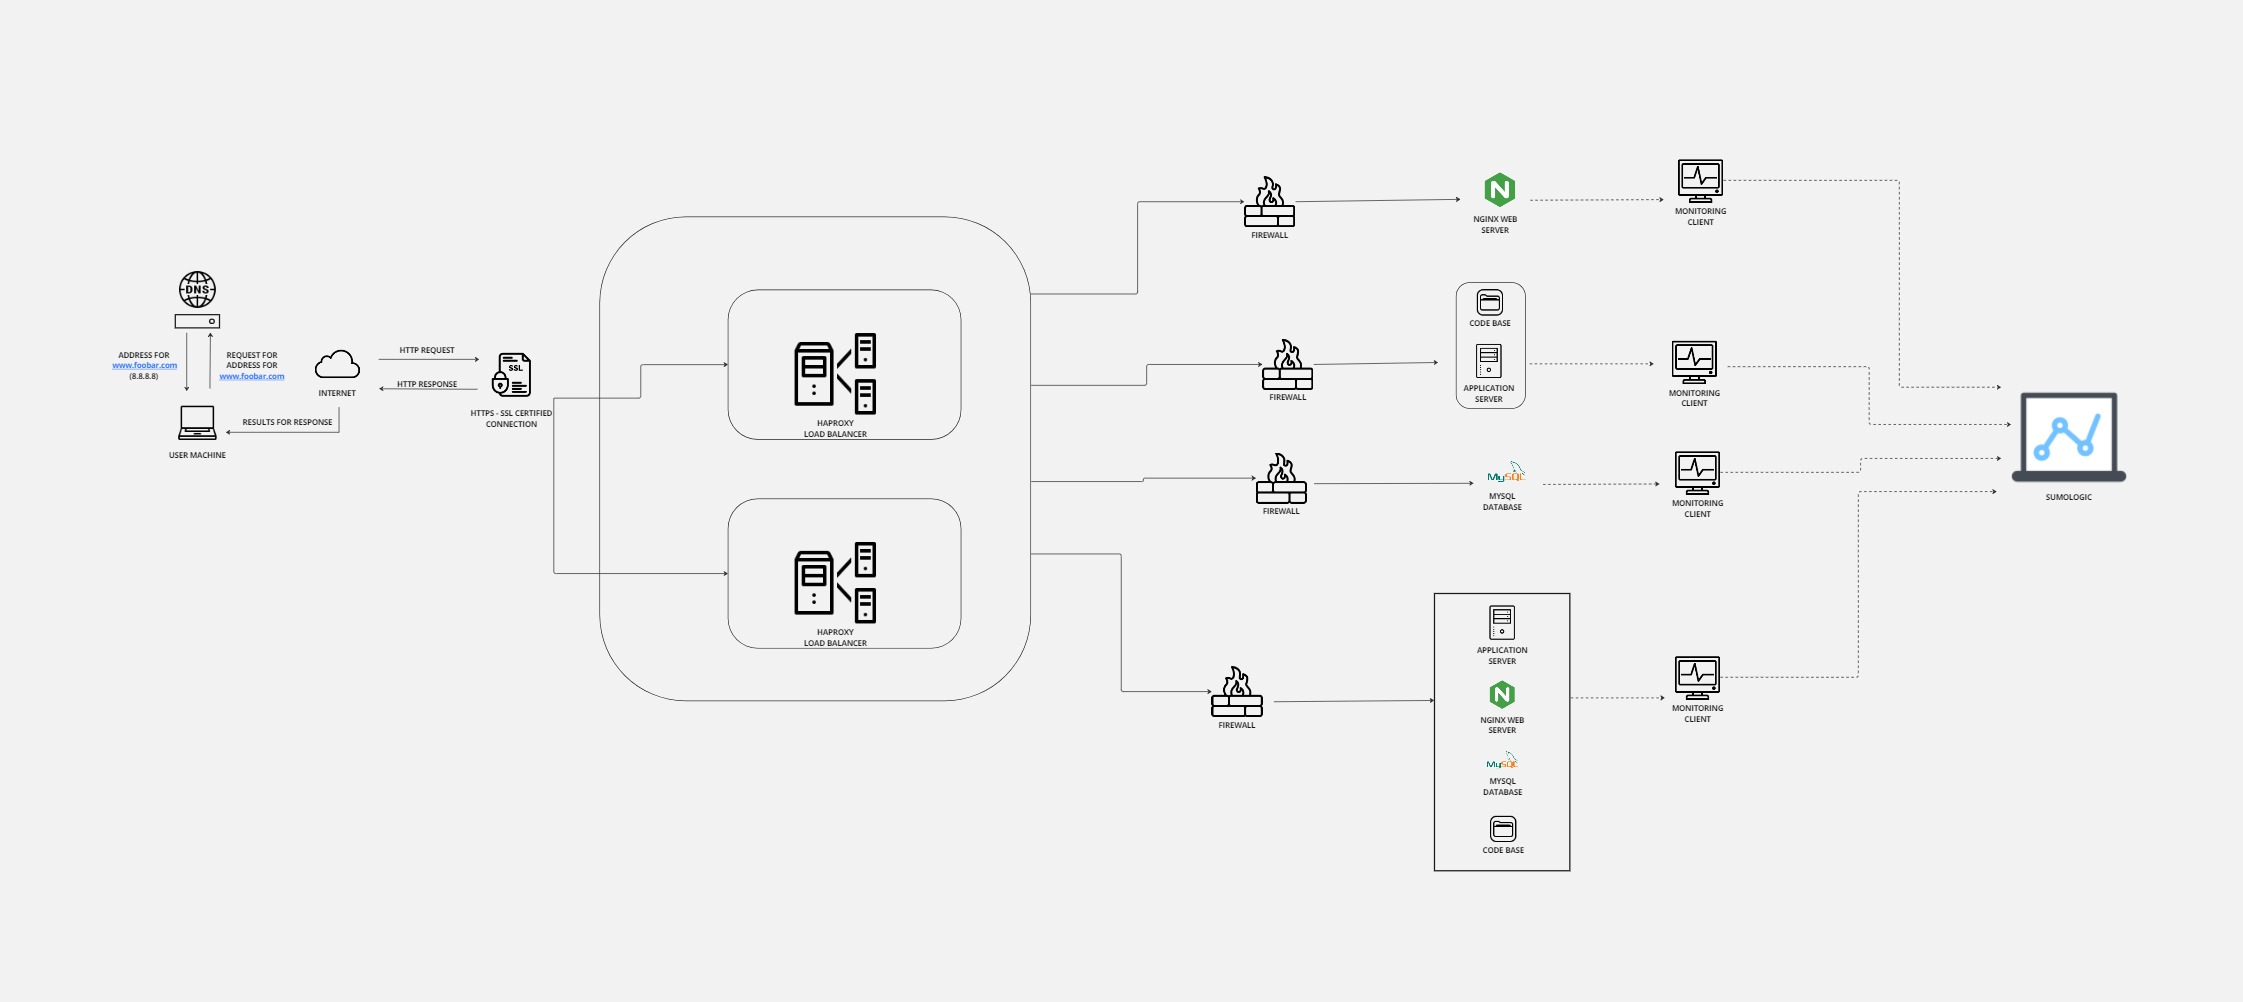 DNS
ADDRESS FOR
www.foobar.com
(8.8.8.8)
REQUEST FOR
ADDRESS FOR
www.foobar.com
USER MACHINE
INTERNET
RESULTS FOR RESPONSE
HTTP REQUEST
HTTP RESPONSE
SSL
HTTPS - SSL CERTIFIED
CONNECTION
HAPROXY
LOAD BALANCER
HAPROXY
LOAD BALANCER
FIREWALL
NGINX WEB
SERVER
MONITORING
CLIENT
FIREWALL
CODE BASE
APPLICATION
SERVER
MONITORING
CLIENT
FIREWALL
MySQL
MYSQL
DATABASE
MONITORING
CLIENT
FIREWALL
APPLICATION
SERVER
NGINX WEB
SERVER
MySQL
MYSQL
DATABASE
CODE BASE
MONITORING
CLIENT
SUMOLOGIC